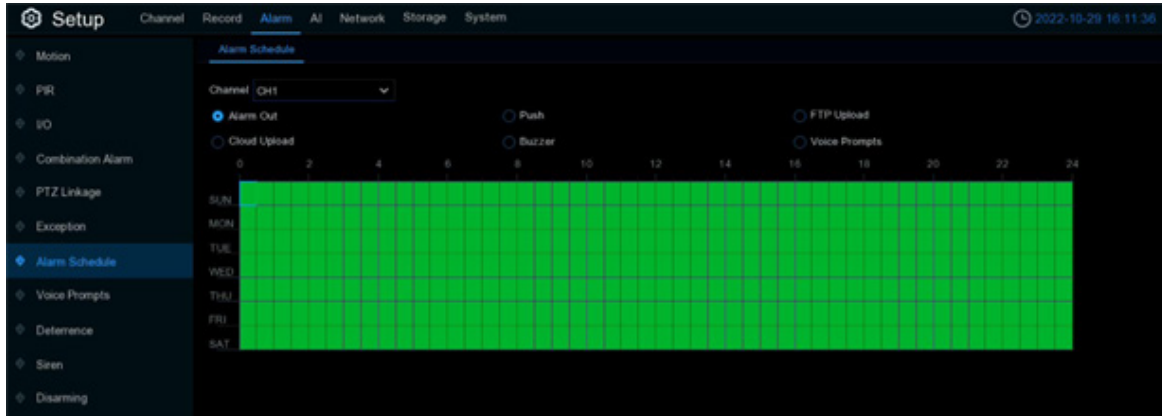 Setup Channel Record Alarm AI Network Storage System 2022-10-29 16:11:36
Motion
PIR
I/O
Combination Alarm
PTZ Linkage
Exception
Alarm Schedule
Voice Prompts
Deterrence
Siren
Disarming
Alarm Schedule
Channel CH1
Alarm Out Push FTP Upload
Cloud Upload Buzzer Voice Prompts
0 2 4 6 8 10 12 14 16 18 20 22 24
SUN
MON
TUE
WED
THU
FRI
SAT